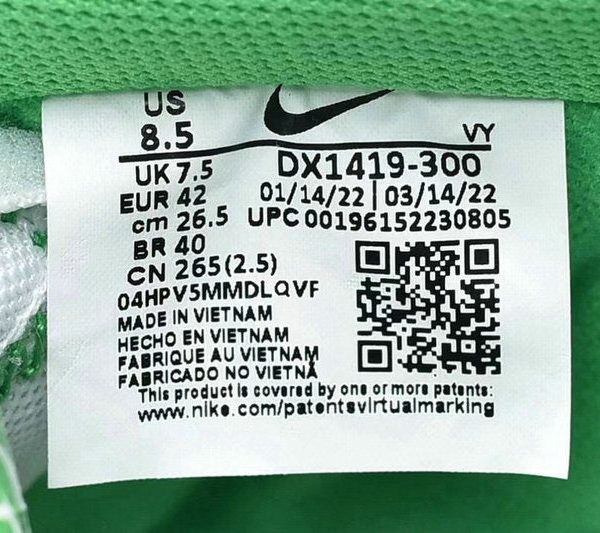 US
8.5
VY
UK 7.5
DX1419-300
EUR 42
01/14/22 | 03/14/22
cm 26.5
UPC 00196152230805
BR 40
CN 265(2.5)
04HPV5MMDLQVF
MADE IN VIETNAM
HECHO EN VIETNAM
FABRIQUE AU VIETNAM
FABRICADO NO VIETNÃ
This product is covered by one or more patents:
www.nike.com/patentsvirtualmarking